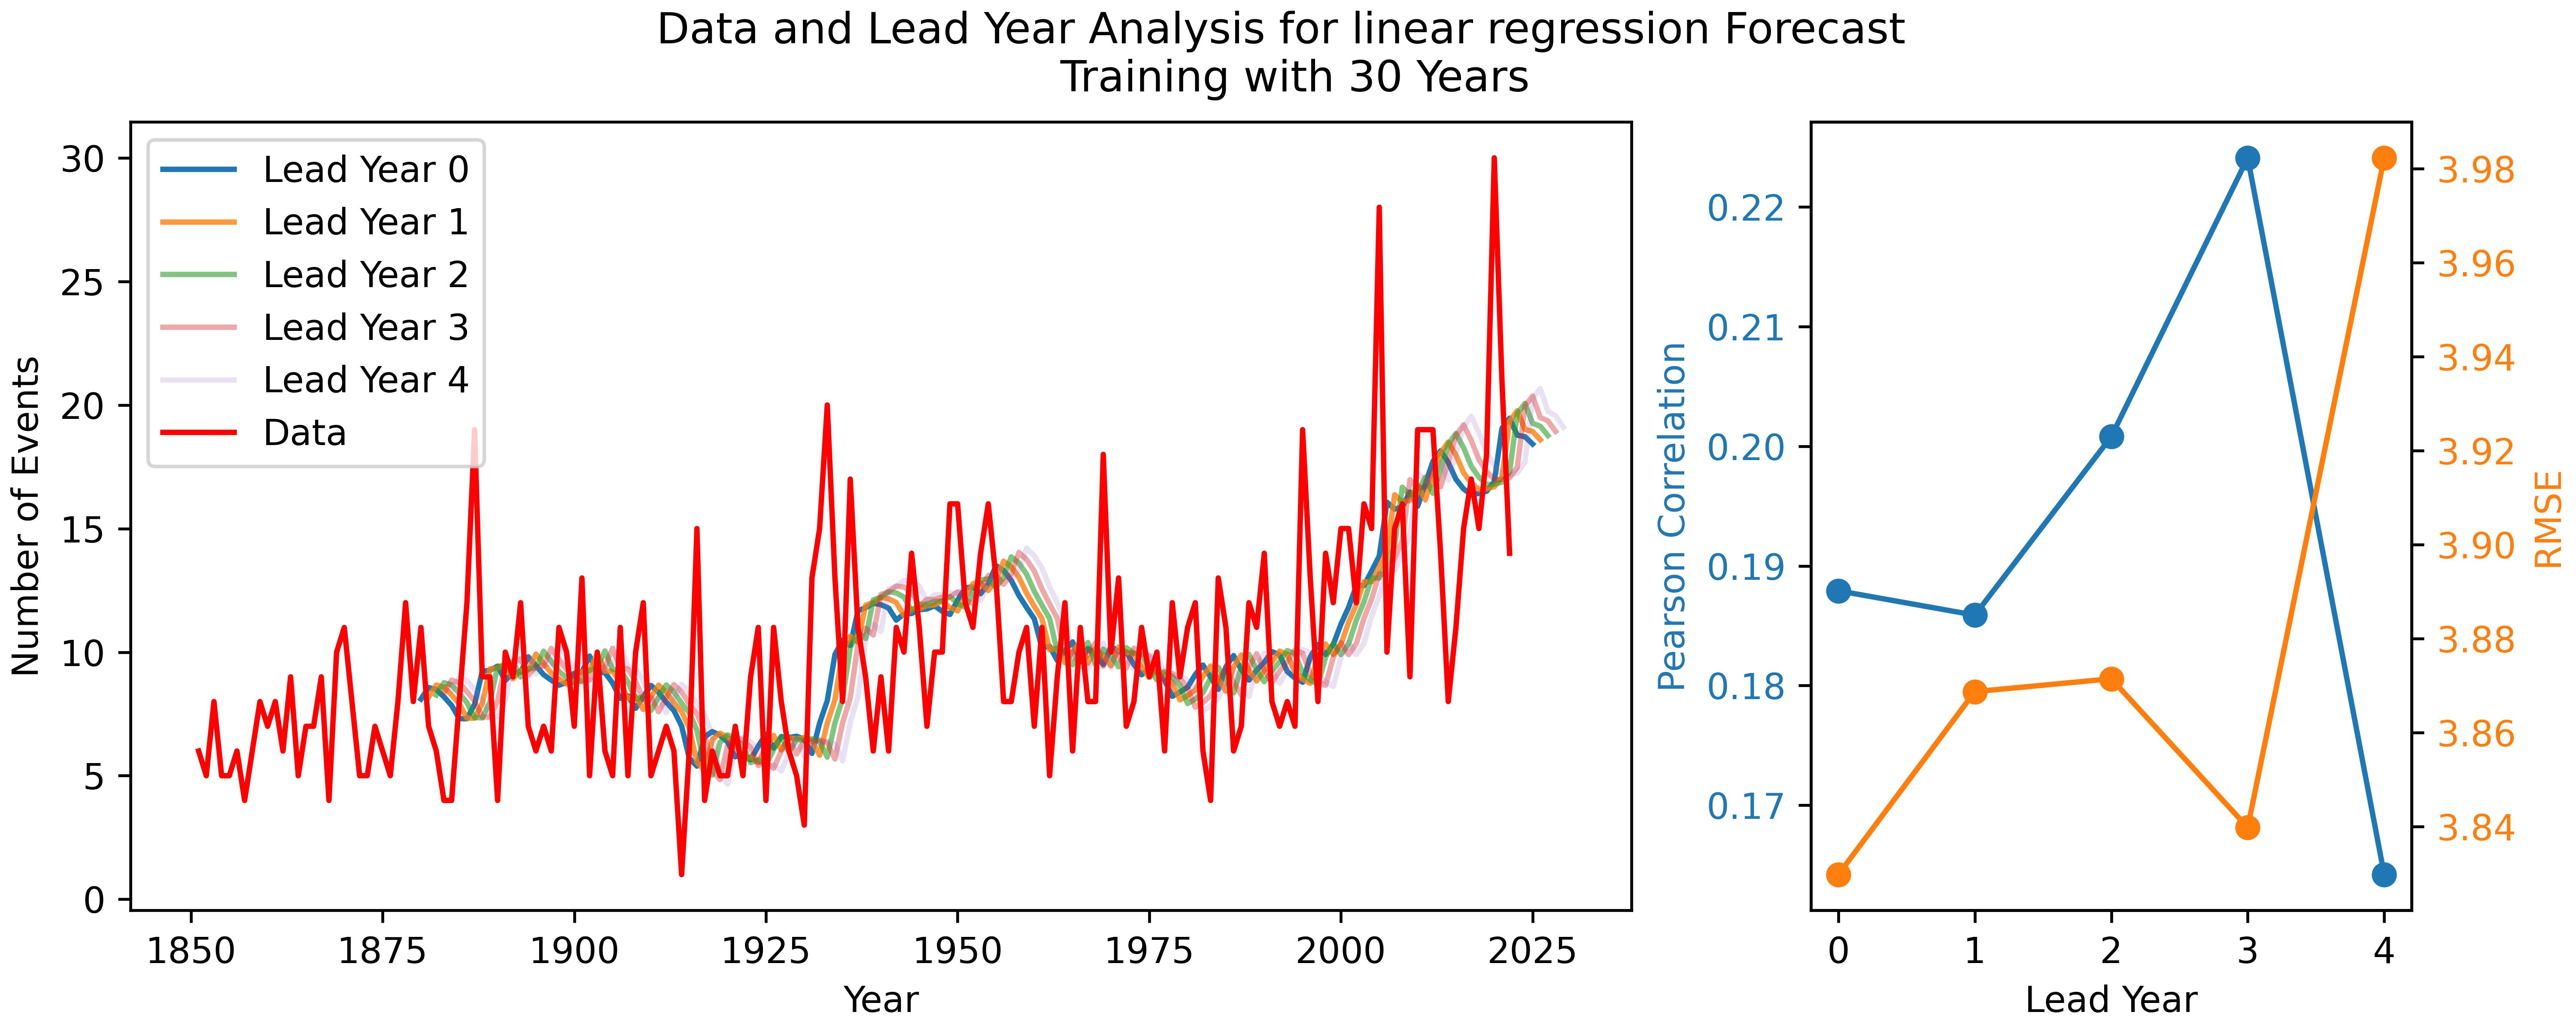 Data and Lead Year Analysis for linear regression Forecast
Training with 30 Years
Number of Events
30
25
20
15
10
5
0
Lead Year 0
Lead Year 1
Lead Year 2
Lead Year 3
Lead Year 4
Data
1850 1875 1900 1925 1950 1975 2000 2025
Year
Pearson Correlation
0.22
0.21
0.20
0.19
0.18
0.17
3.98
3.96
3.94
3.92
3.90
3.88
3.86
3.84
RMSE
0 1 2 3 4
Lead Year